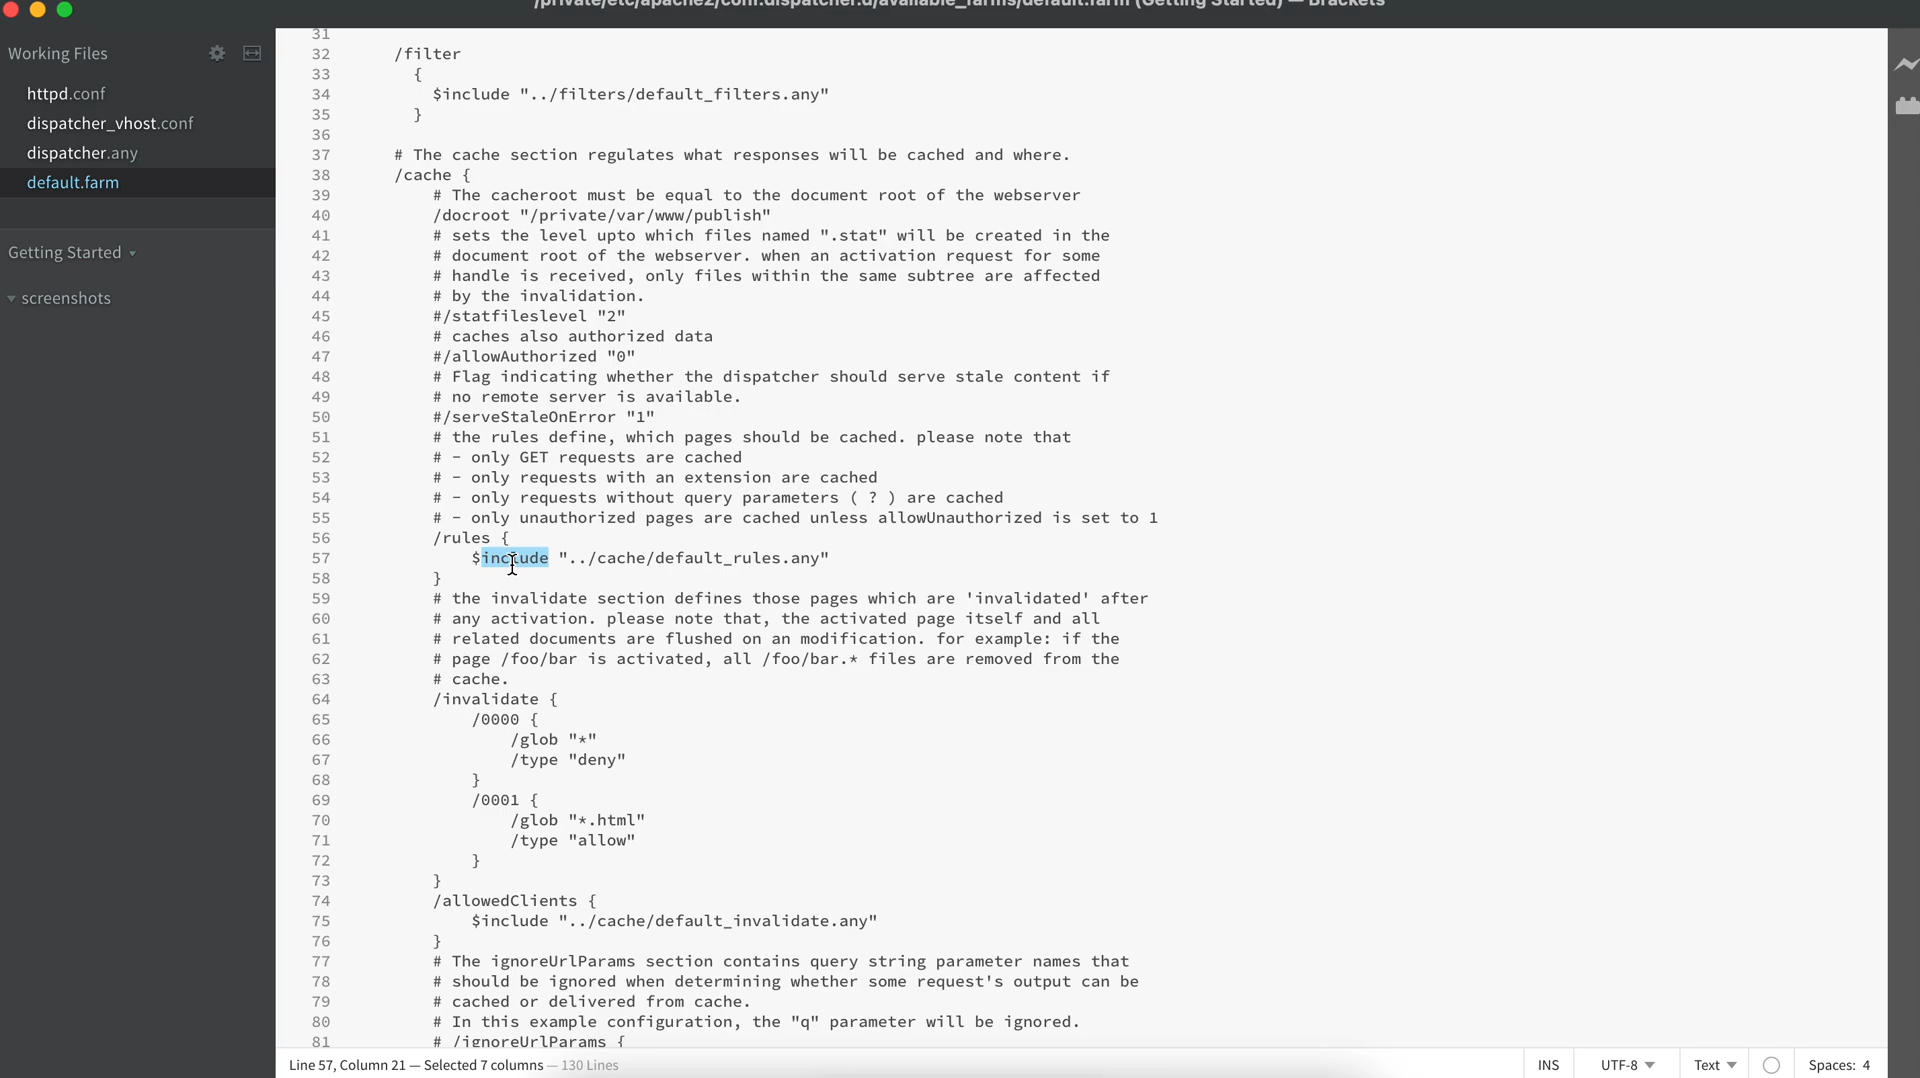 /private/etc/apache2/conf.dispatcher.d/available_farms/default.farm (Getting Started) — Brackets
Working Files
httpd.conf
dispatcher_vhost.conf
dispatcher.any
default.farm
Getting Started
screenshots
31
32 /filter
33 {
34 $include "../filters/default_filters.any"
35 }
36
37 # The cache section regulates what responses will be cached and where.
38 /cache {
39 # The cacheroot must be equal to the document root of the webserver
40 /docroot "/private/var/www/publish"
41 # sets the level upto which files named ".stat" will be created in the
42 # document root of the webserver. when an activation request for some
43 # handle is received, only files within the same subtree are affected
44 # by the invalidation.
45 #/statfileslevel "2"
46 # caches also authorized data
47 #/allowAuthorized "0"
48 # Flag indicating whether the dispatcher should serve stale content if
49 # no remote server is available.
50 #/serveStaleOnError "1"
51 # the rules define, which pages should be cached. please note that
52 # - only GET requests are cached
53 # - only requests with an extension are cached
54 # - only requests without query parameters ( ? ) are cached
55 # - only unauthorized pages are cached unless allowUnauthorized is set to 1
56 /rules {
57 $include "../cache/default_rules.any"
58 }
59 # the invalidate section defines those pages which are 'invalidated' after
60 # any activation. please note that, the activated page itself and all
61 # related documents are flushed on an modification. for example: if the
62 # page /foo/bar is activated, all /foo/bar.* files are removed from the
63 # cache.
64 /invalidate {
65 /0000 {
66 /glob "*"
67 /type "deny"
68 }
69 /0001 {
70 /glob "*.html"
71 /type "allow"
72 }
73 }
74 /allowedClients {
75 $include "../cache/default_invalidate.any"
76 }
77 # The ignoreUrlParams section contains query string parameter names that
78 # should be ignored when determining whether some request's output can be
79 # cached or delivered from cache.
80 # In this example configuration, the "q" parameter will be ignored.
81 # /ignoreUrlParams {
Line 57, Column 21 — Selected 7 columns — 130 Lines
INS
UTF-8
Text
Spaces: 4